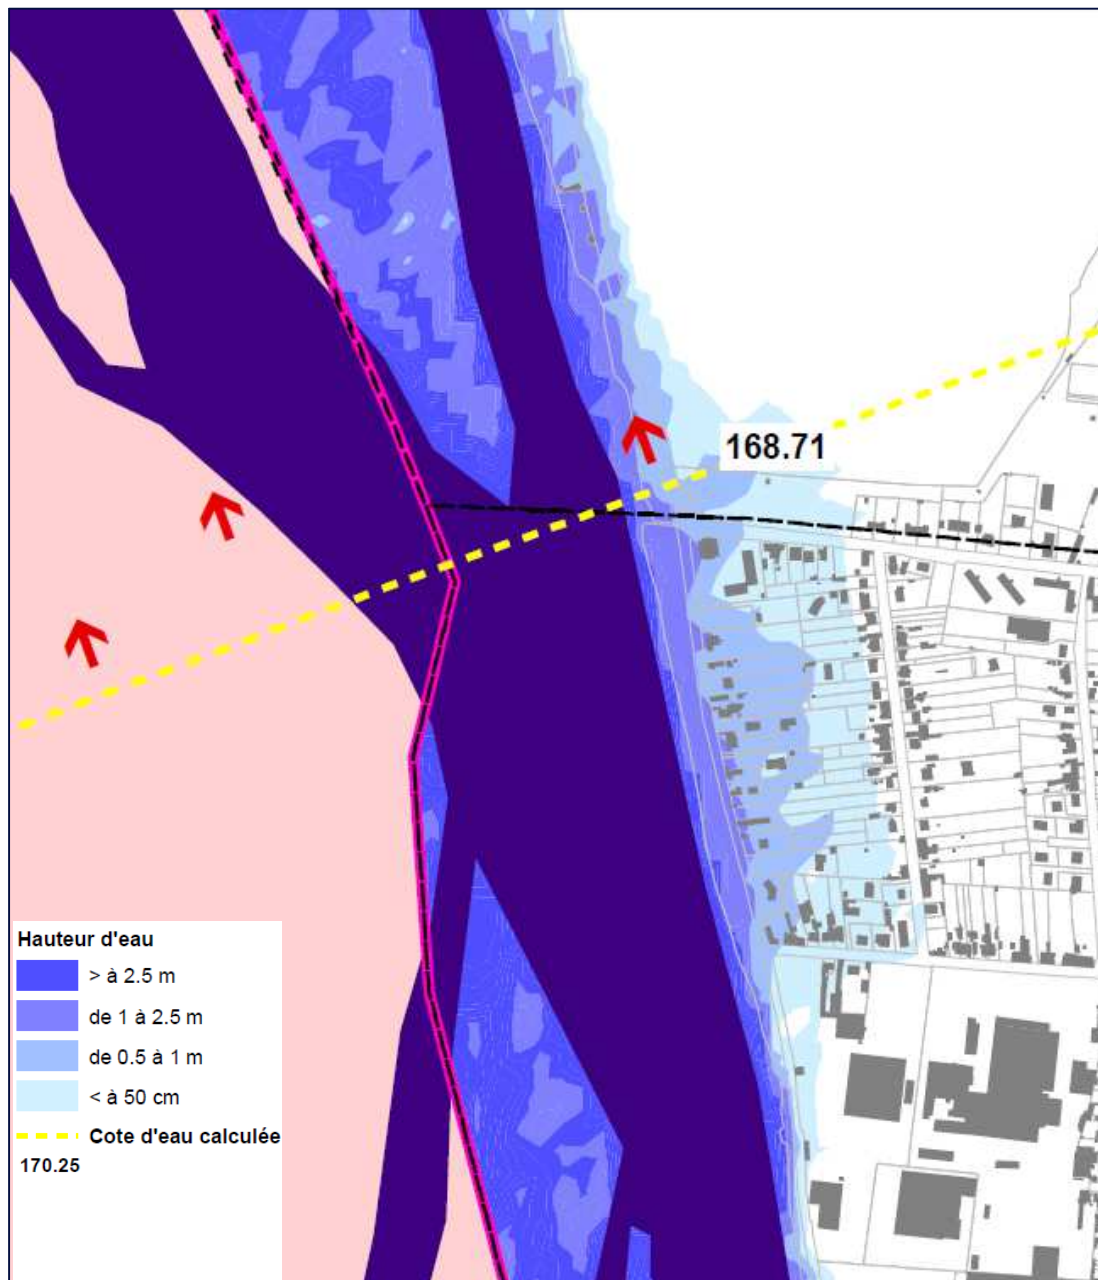 168.71
Hauteur d'eau
> à 2.5 m
de 1 à 2.5 m
de 0.5 à 1 m
< à 50 cm
Cote d'eau calculée
170.25